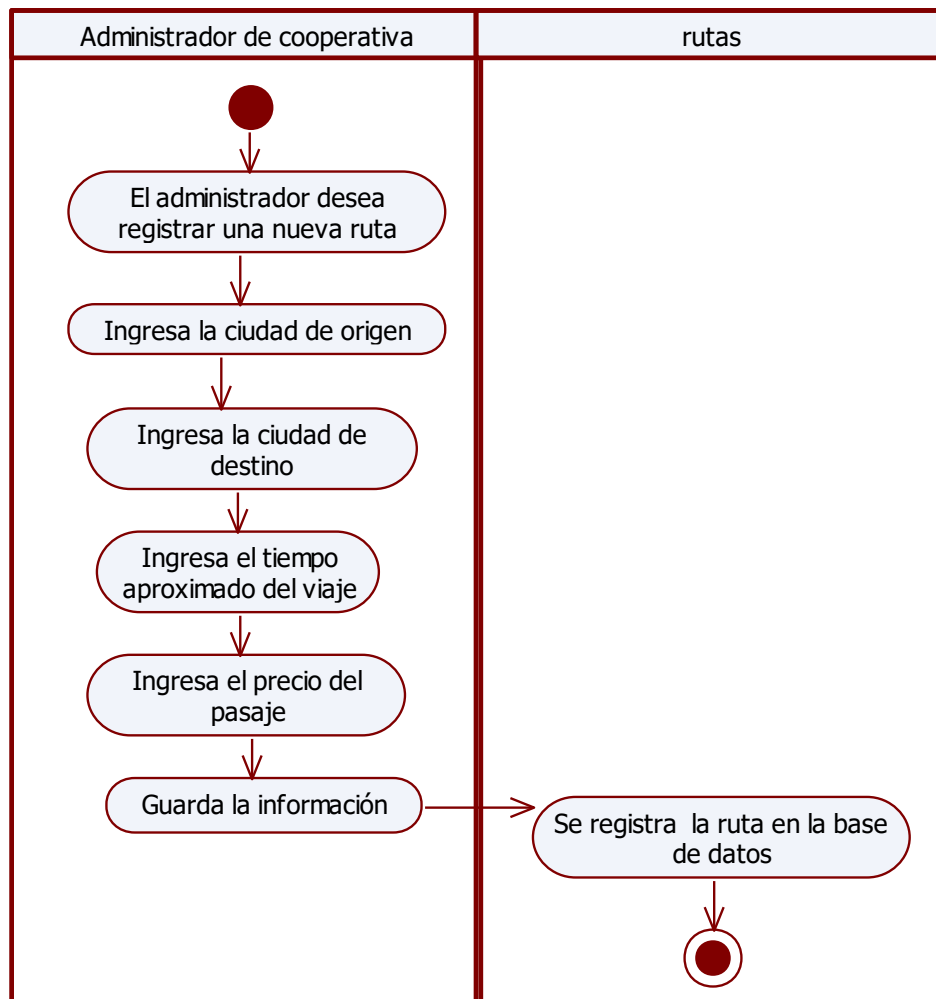 Administrador de cooperativa
rutas
El administrador desea
registrar una nueva ruta
Ingresa la ciudad de origen
Ingresa la ciudad de
destino
Ingresa el tiempo
aproximado del viaje
Ingresa el precio del
pasaje
Guarda la información
Se registra  la ruta en la base
de datos